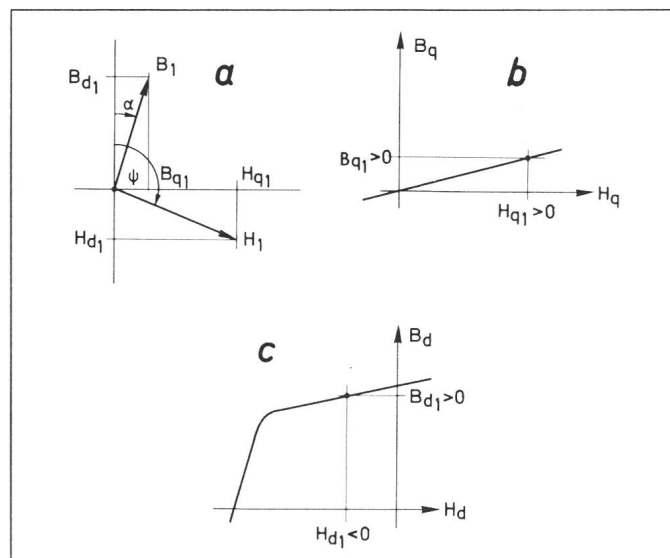 a
B_d1
B_1
α
ψ
B_q1
H_q1
H_d1
H_1
b
B_q
B_q1>0
H_q1>0
H_q
c
B_d
B_d1>0
H_d1<0
H_d